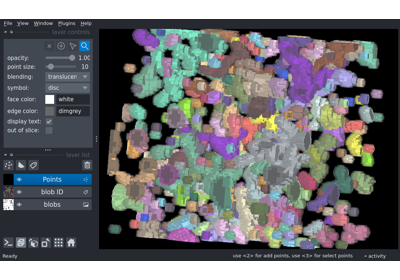 File View Window Plugins Help
layer controls
opacity: 1.00
point size: 10
blending: translucen
symbol: disc
face color: white
edge color: dimgrey
display text:
out of slice:
layer list
Points
blob ID
blobs
Ready
use <2> for add points, use <3> for select points
activity